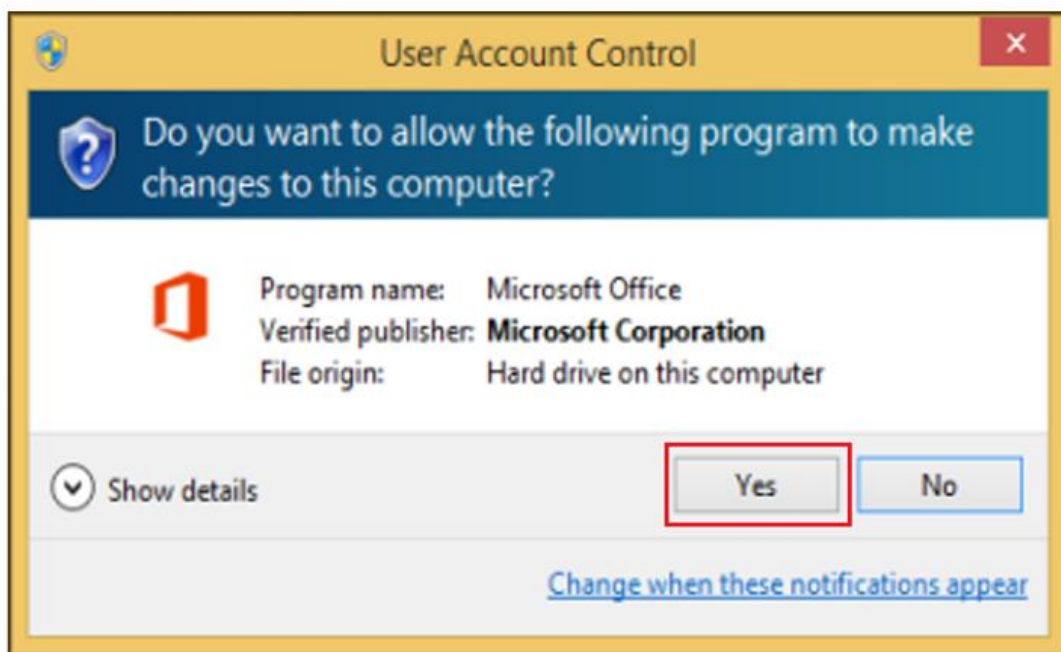 User Account Control
Do you want to allow the following program to make
changes to this computer?
Program name: Microsoft Office
Verified publisher: Microsoft Corporation
File origin: Hard drive on this computer
Show details Yes No
Change when these notifications appear